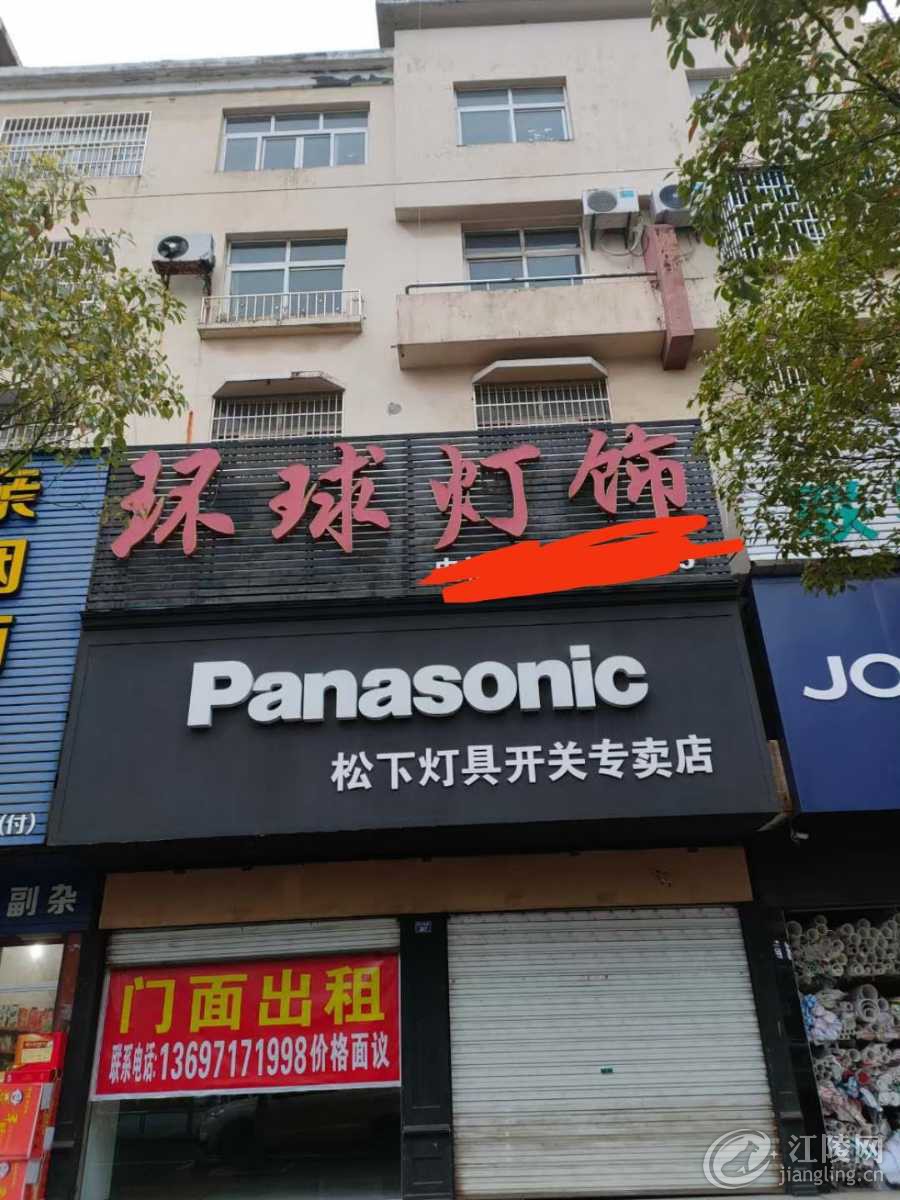 环球灯饰
Panasonic
松下灯具开关专卖店
JO
(付)
副杂
门面出租
联系电话:13697171998价格面议
江陵网
jiangling.cn